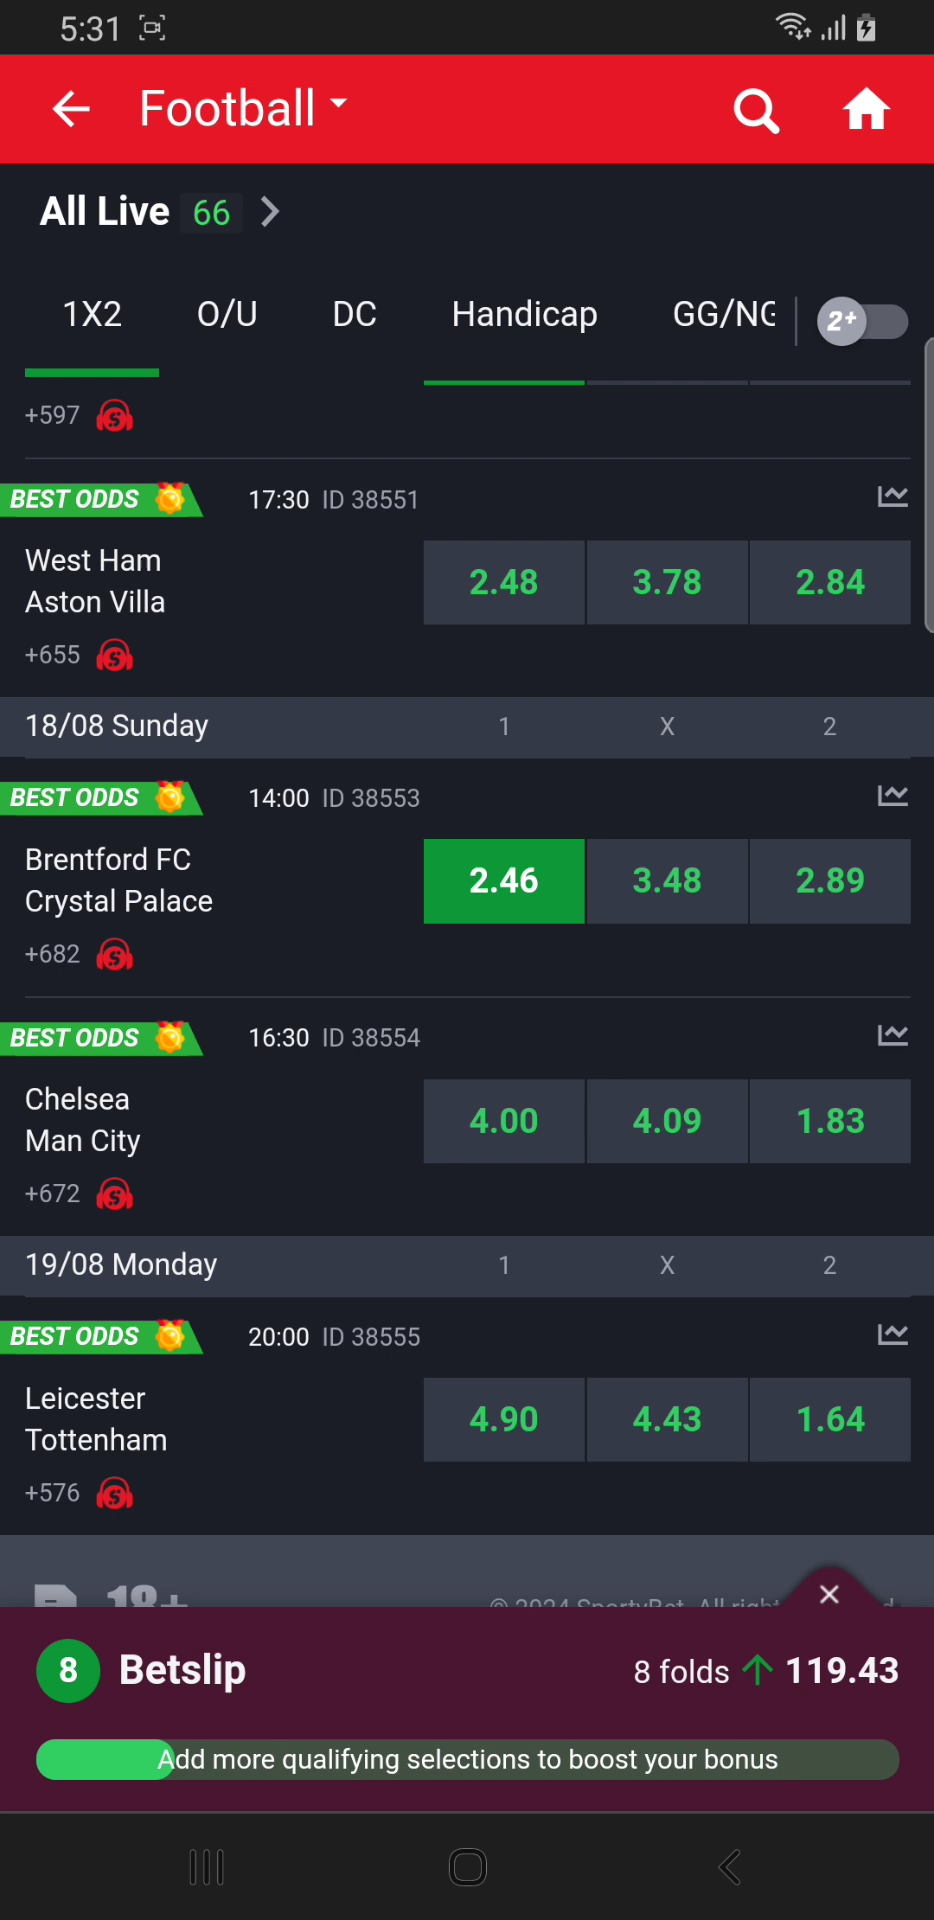 5:31
Football
All Live 66
1X2 O/U DC Handicap GG/NG 2+
+597
BEST ODDS 17:30 ID 38551
West Ham 2.48 3.78 2.84
Aston Villa
+655
18/08 Sunday 1 X 2
BEST ODDS 14:00 ID 38553
Brentford FC 2.46 3.48 2.89
Crystal Palace
+682
BEST ODDS 16:30 ID 38554
Chelsea 4.00 4.09 1.83
Man City
+672
19/08 Monday 1 X 2
BEST ODDS 20:00 ID 38555
Leicester 4.90 4.43 1.64
Tottenham
+576
18+ © 2024 SportyBet. All
8 Betslip 8 folds 119.43
Add more qualifying selections to boost your bonus